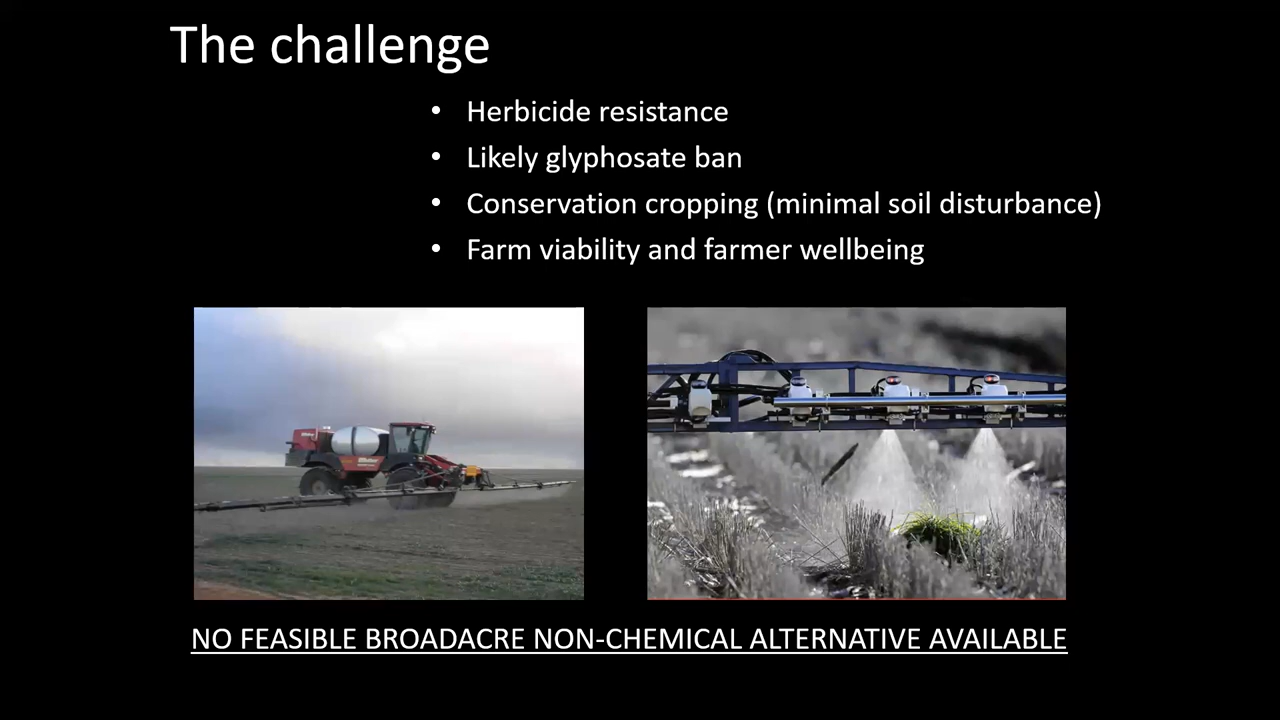 The challenge
• Herbicide resistance
• Likely glyphosate ban
• Conservation cropping (minimal soil disturbance)
• Farm viability and farmer wellbeing
NO FEASIBLE BROADACRE NON-CHEMICAL ALTERNATIVE AVAILABLE